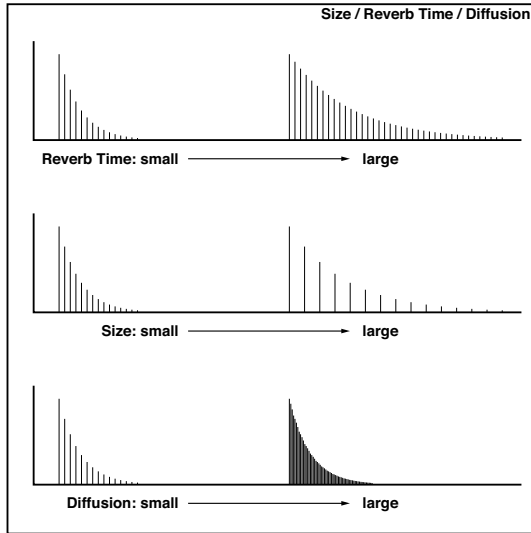 Size / Reverb Time / Diffusion
Reverb Time: small large
Size: small large
Diffusion: small large